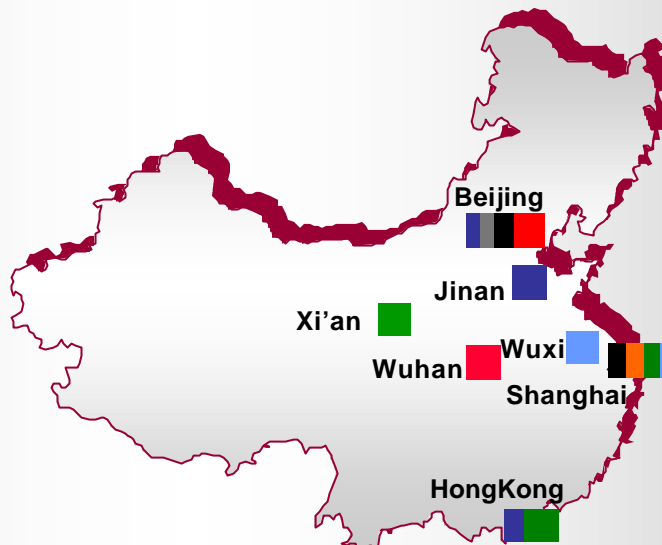 Beijing
Jinan
Xi’an
Wuxi
Wuhan
Shanghai
HongKong